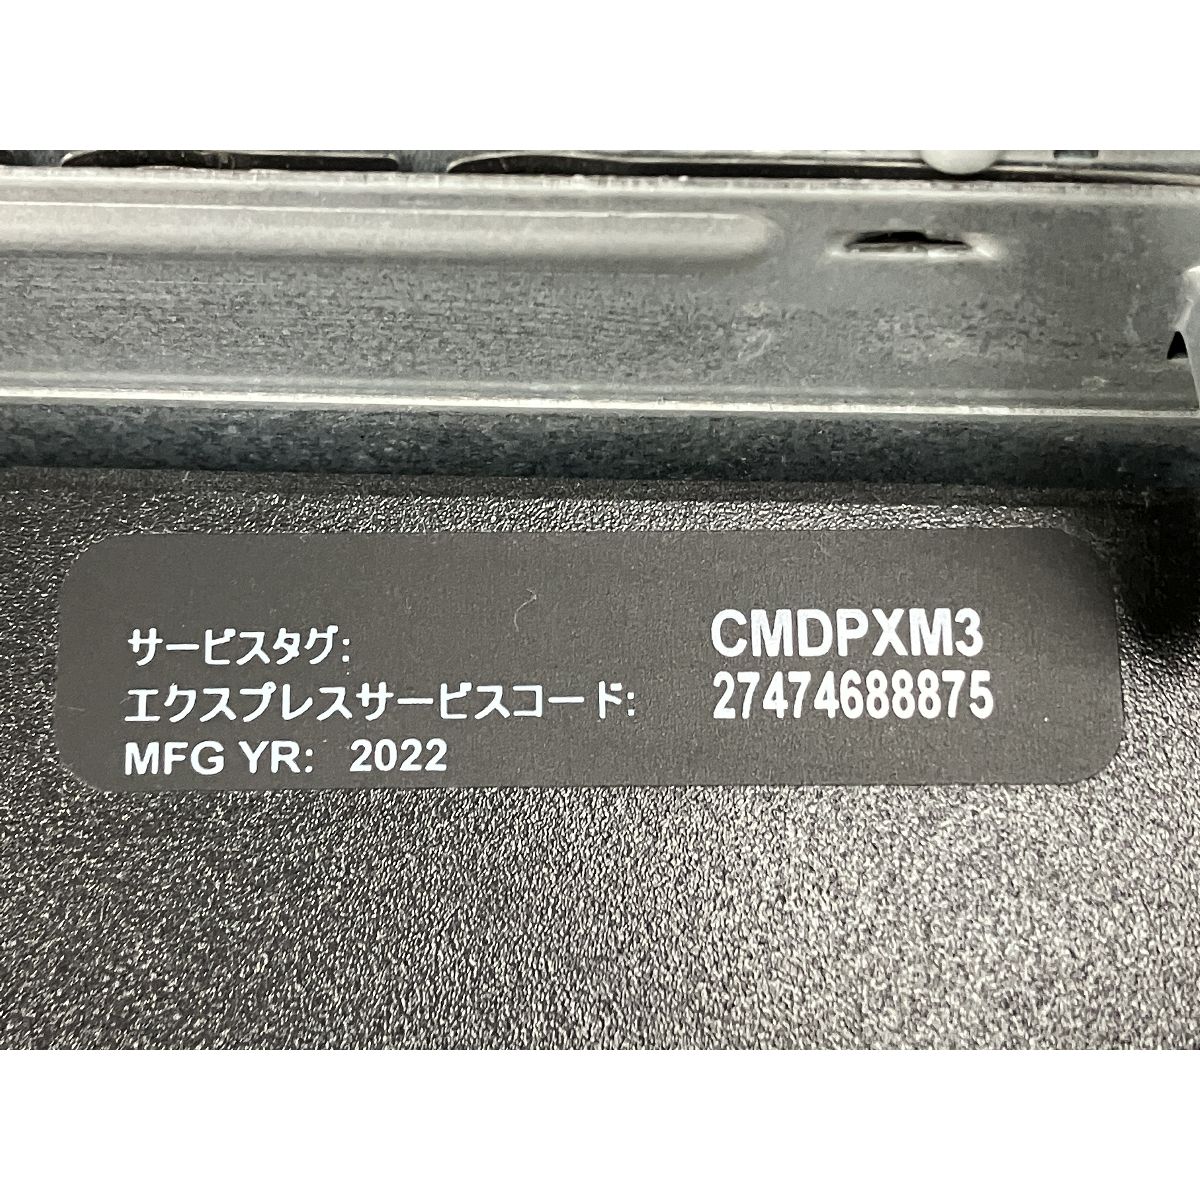 サービスタグ: CMDPXM3
エクスプレスサービスコード: 27474688875
MFG YR: 2022